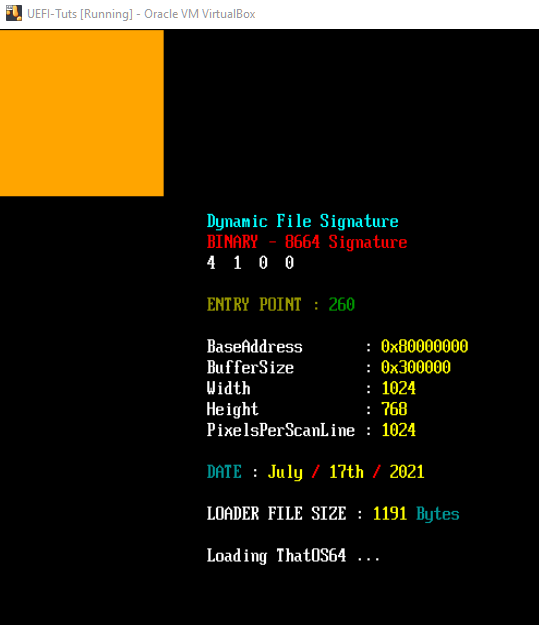 UEFI-Tuts [Running] - Oracle VM VirtualBox
Dynamic File Signature
BINARY - 8664 Signature
4 1 0 0
ENTRY POINT : 260
BaseAddress : 0x80000000
BufferSize : 0x300000
Width : 1024
Height : 768
PixelsPerScanLine : 1024
DATE : July / 17th / 2021
LOADER FILE SIZE : 1191 Bytes
Loading ThatOS64 ...